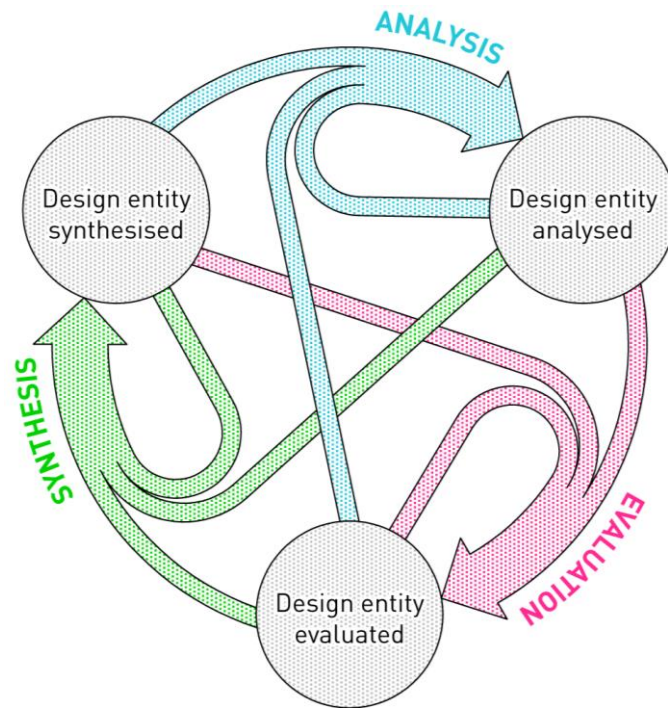 ANALYSIS
Design entity
synthesised
Design entity
analysed
SYNTHESIS
EVALUATION
Design entity
evaluated